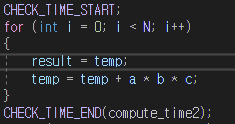 CHECK_TIME_START;
for (int i = 0; i < N; i++)
{
result = temp;
temp = temp + a * b * c;
}
CHECK_TIME_END(compute_time2);